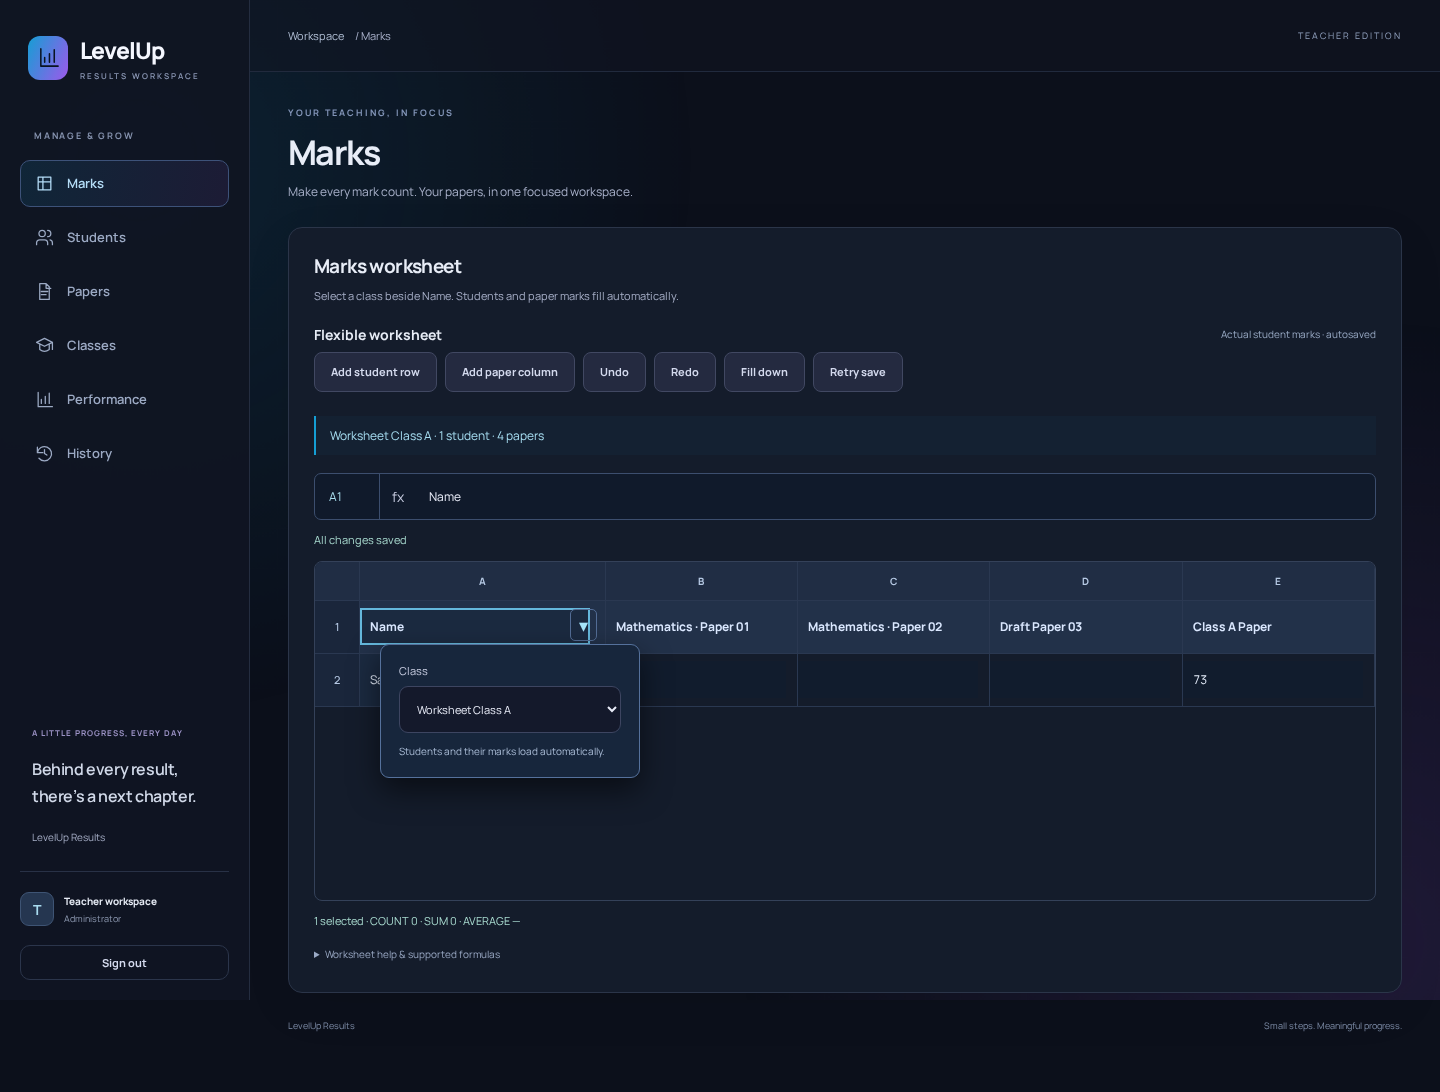 LevelUp
RESULTS WORKSPACE
MANAGE & GROW
Marks
Students
Papers
Classes
Performance
History
A LITTLE PROGRESS, EVERY DAY
Behind every result,
there's a next chapter.
LevelUp Results
T
Teacher workspace
Administrator
Sign out
Workspace / Marks
TEACHER EDITION
YOUR TEACHING, IN FOCUS
Marks
Make every mark count. Your papers, in one focused workspace.
Marks worksheet
Select a class beside Name. Students and paper marks fill automatically.
Flexible worksheet
Actual student marks · autosaved
Add student row Add paper column Undo Redo Fill down Retry save
Worksheet Class A · 1 student · 4 papers
A1 fx Name
All changes saved
A B C D E
1 Name ▼ Mathematics · Paper 01 Mathematics · Paper 02 Draft Paper 03 Class A Paper
2 73
Class
Worksheet Class A
Students and their marks load automatically.
1 selected · COUNT 0 · SUM 0 · AVERAGE —
Worksheet help & supported formulas
LevelUp Results
Small steps. Meaningful progress.